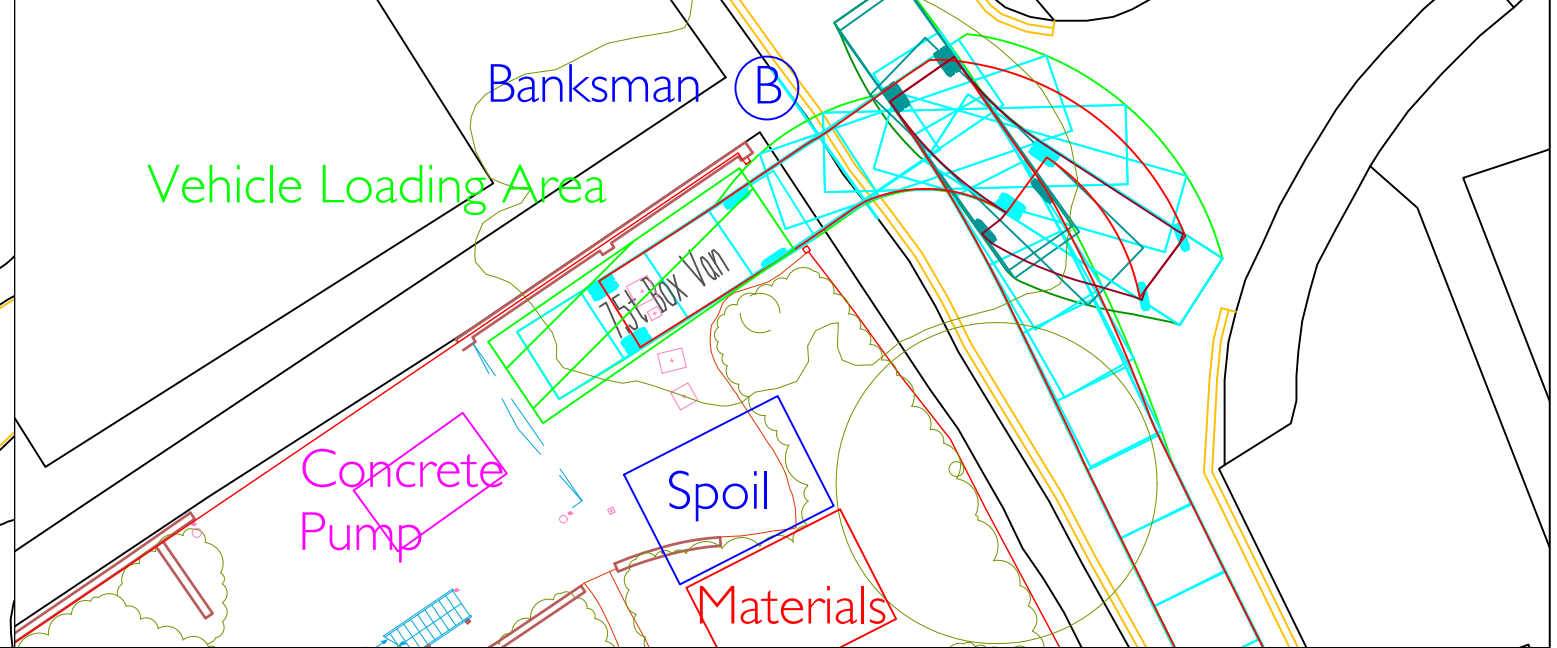 Banksman B
Vehicle Loading Area
7.5t Box Van
Concrete
Pump
Spoil
Materials